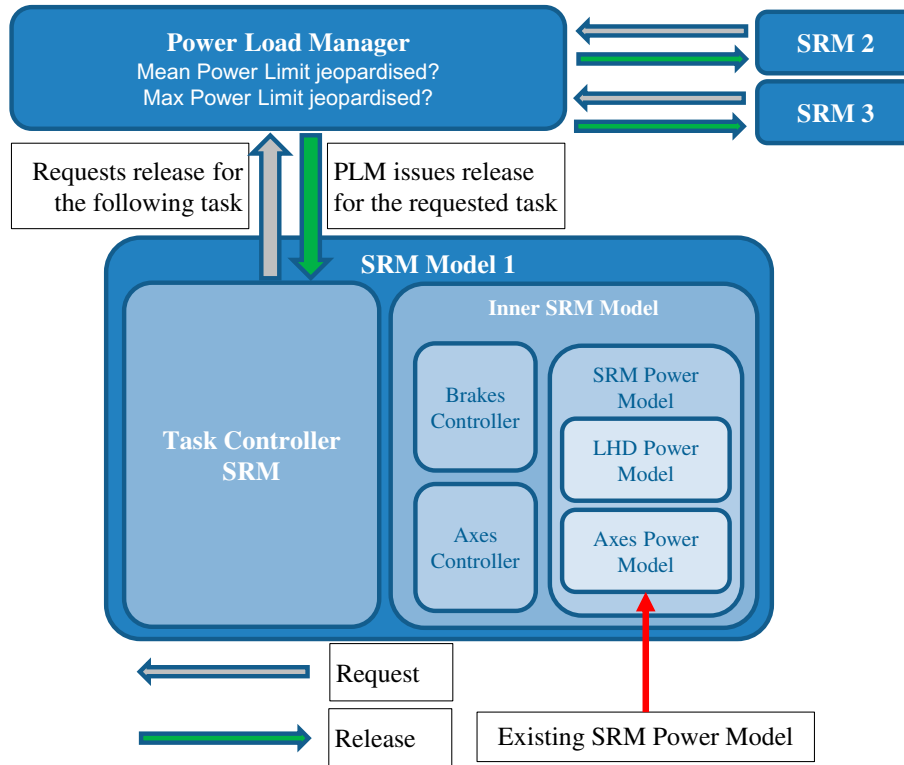 Power Load Manager
Mean Power Limit jeopardised?
Max Power Limit jeopardised?
SRM 2
SRM 3
Requests release for
the following task
PLM issues release
for the requested task
SRM Model 1
Task Controller
SRM
Inner SRM Model
Brakes
Controller
Axes
Controller
SRM Power
Model
LHD Power
Model
Axes Power
Model
Request
Release
Existing SRM Power Model